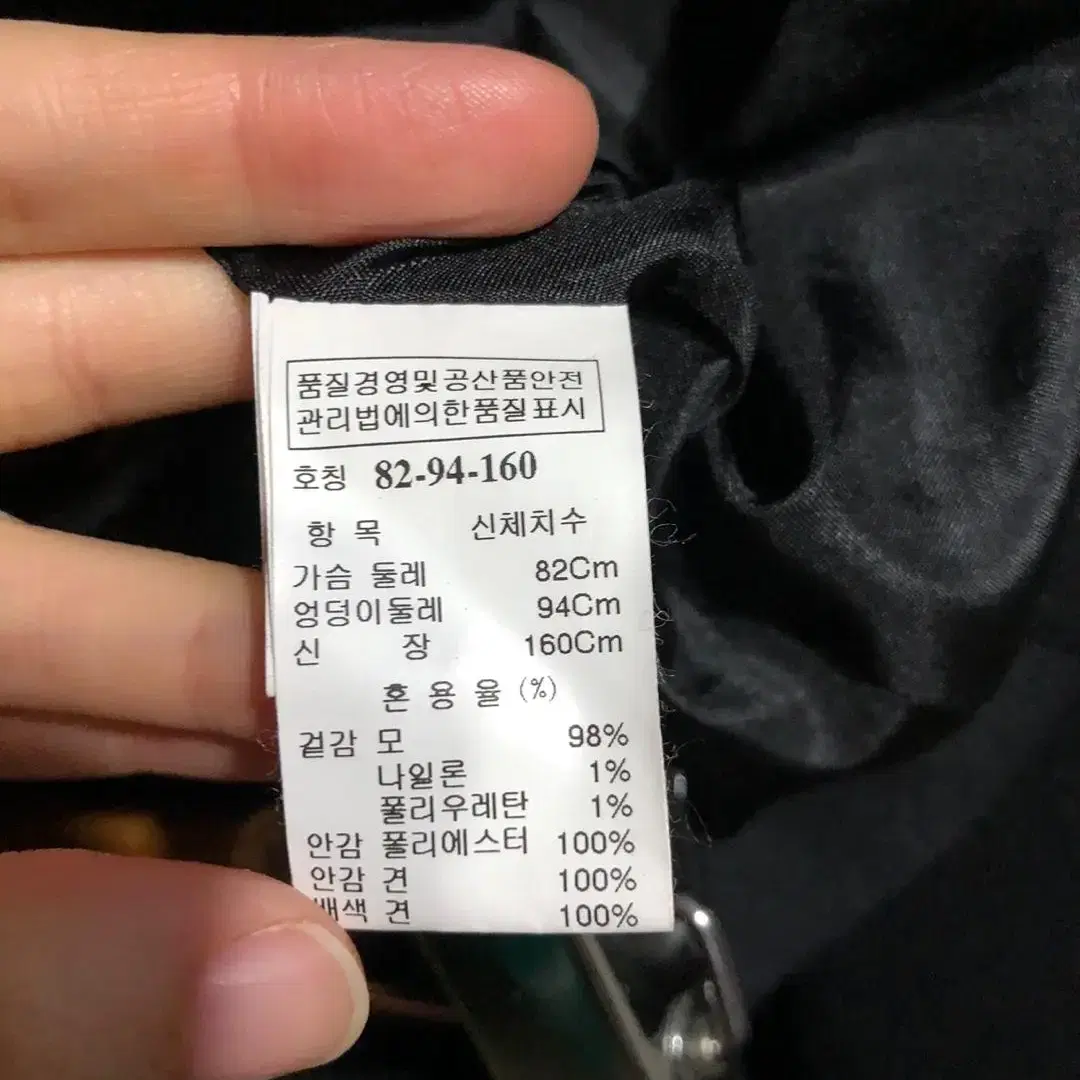 품질경영및공산품안전
관리법에의한품질표시
호칭 82-94-160
항 목 신체치수
가슴 둘레 82Cm
엉덩이둘레 94Cm
신 장 160Cm
혼 용 율 (%)
겉감 모 98%
나일론 1%
폴리우레탄 1%
안감 폴리에스터 100%
안감 견 100%
배색 견 100%